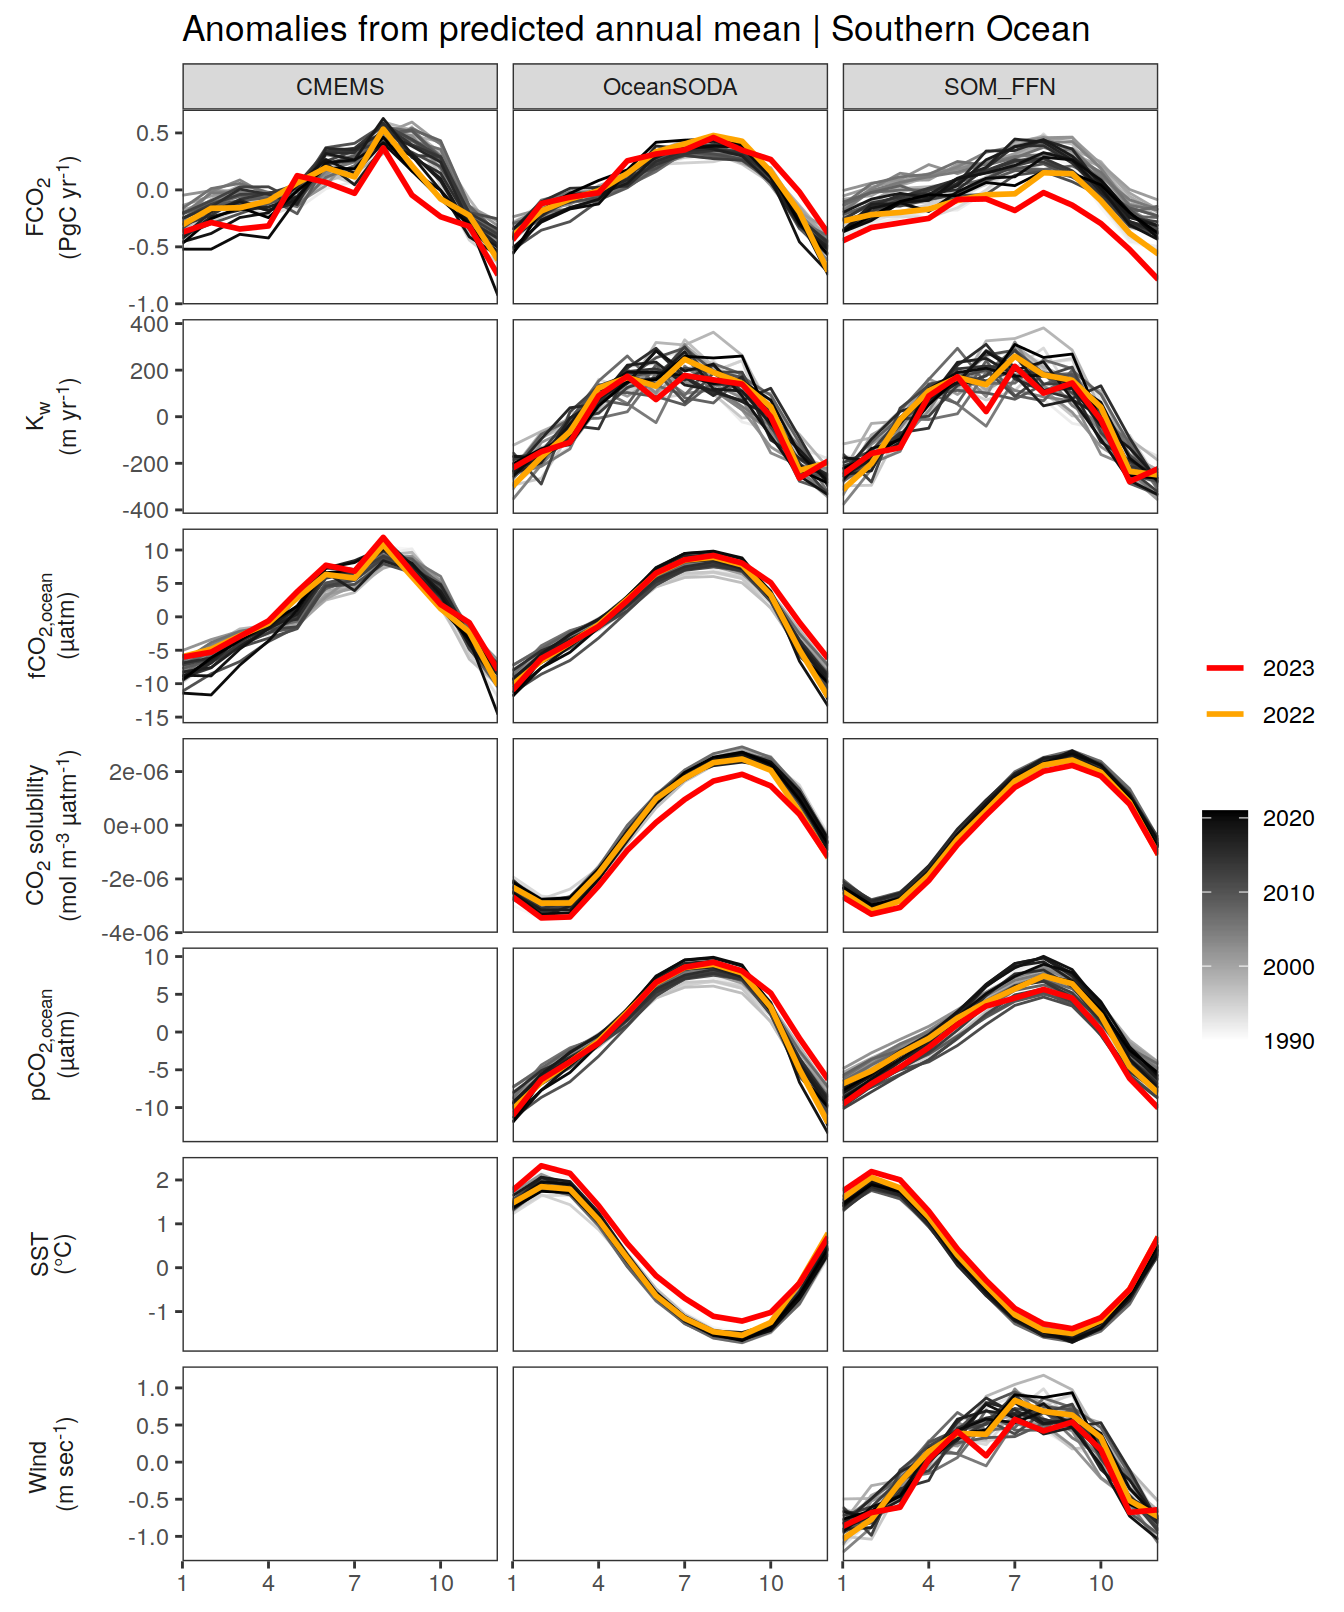 Anomalies from predicted annual mean | Southern Ocean
CMEMS
OceanSODA
SOM_FFN
FCO2
(PgC yr-1)
0.5
0.0
-0.5
-1.0
Kw
(m yr-1)
400
200
0
-200
-400
fCO2,ocean
(µatm)
10
5
0
-5
-10
-15
CO2 solubility
(mol m-3 µatm-1)
2e-06
0e+00
-2e-06
-4e-06
pCO2,ocean
(µatm)
10
5
0
-5
-10
SST
(°C)
2
1
0
-1
Wind
(m sec-1)
1.0
0.5
0.0
-0.5
-1.0
1 4 7 10
1 4 7 10
1 4 7 10
2023
2022
2020
2010
2000
1990